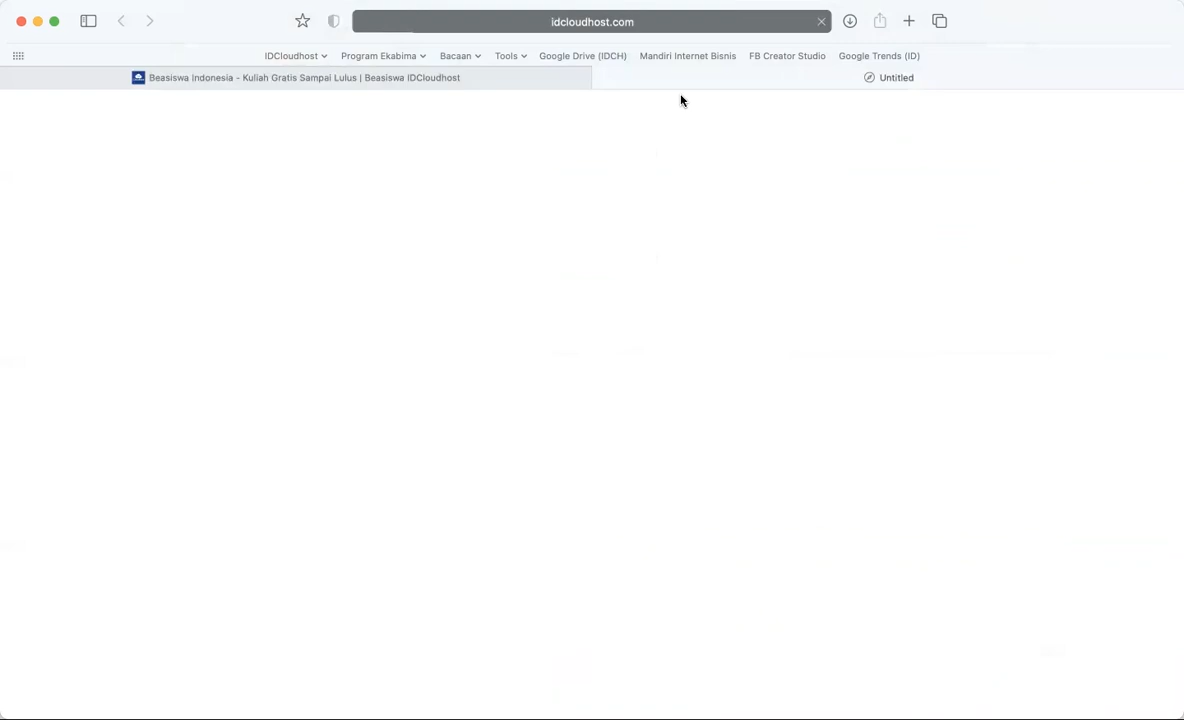 idcloudhost.com
IDCloudhost Program Ekabima Bacaan Tools Google Drive (IDCH) Mandiri Internet Bisnis FB Creator Studio Google Trends (ID)
Beasiswa Indonesia - Kuliah Gratis Sampai Lulus | Beasiswa IDCloudhost Untitled